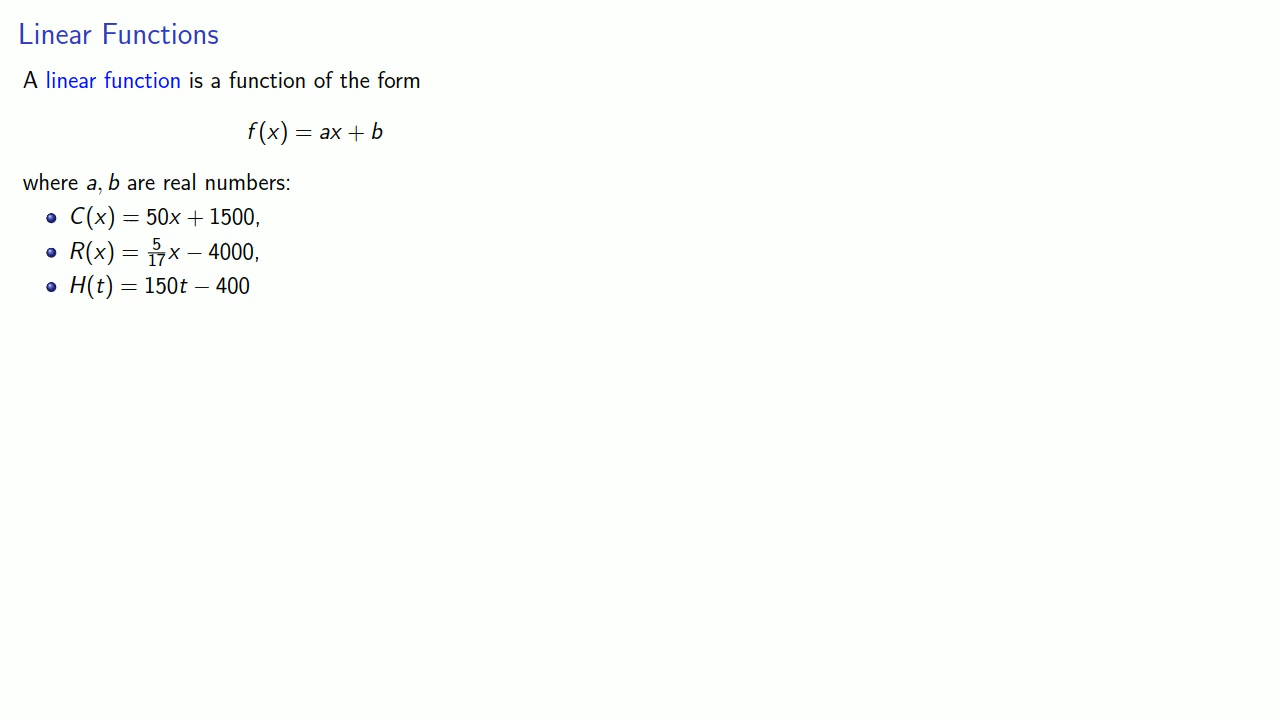 Linear Functions
A linear function is a function of the form
f(x) = ax + b
where a, b are real numbers:
C(x) = 50x + 1500,
R(x) = 5/17 x − 4000,
H(t) = 150t − 400